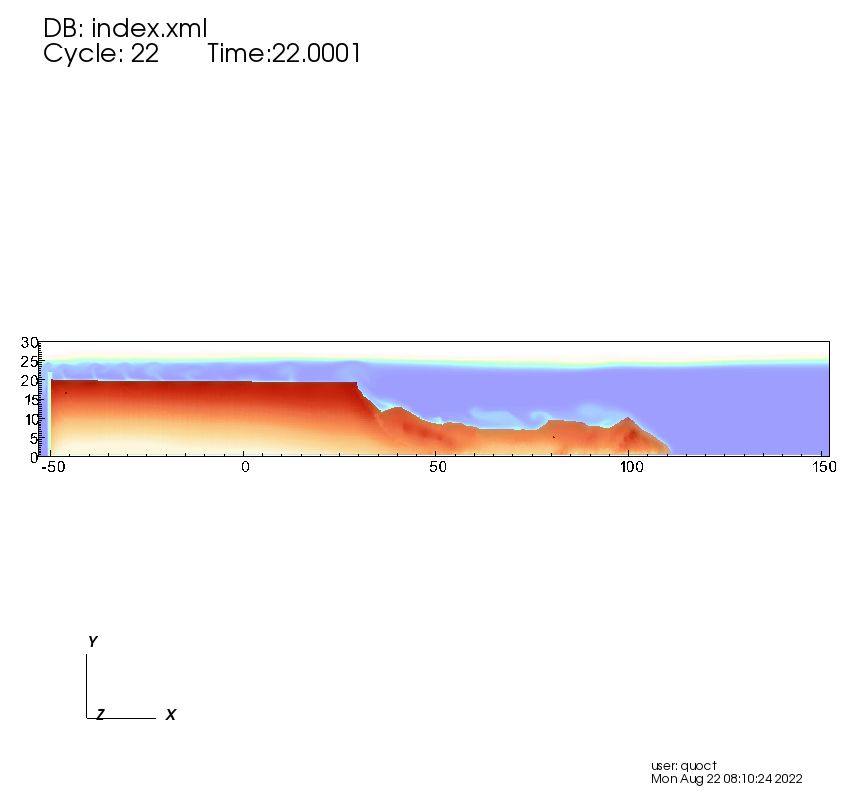 DB: index.xml
Cycle: 22 Time:22.0001
30
25
20
15
10
5
0
-50 0 50 100 150
Y
Z X
user: quoct
Mon Aug 22 08:10:24 2022